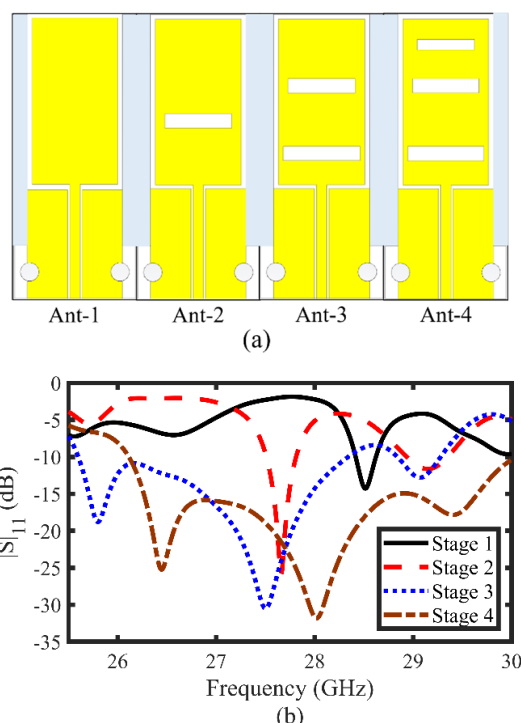 Ant-1 Ant-2 Ant-3 Ant-4
(a)
0
-5
-10
-15
-20
-25
-30
-35
|S|11 (dB)
Stage 1
Stage 2
Stage 3
Stage 4
26 27 28 29 30
Frequency (GHz)
(b)